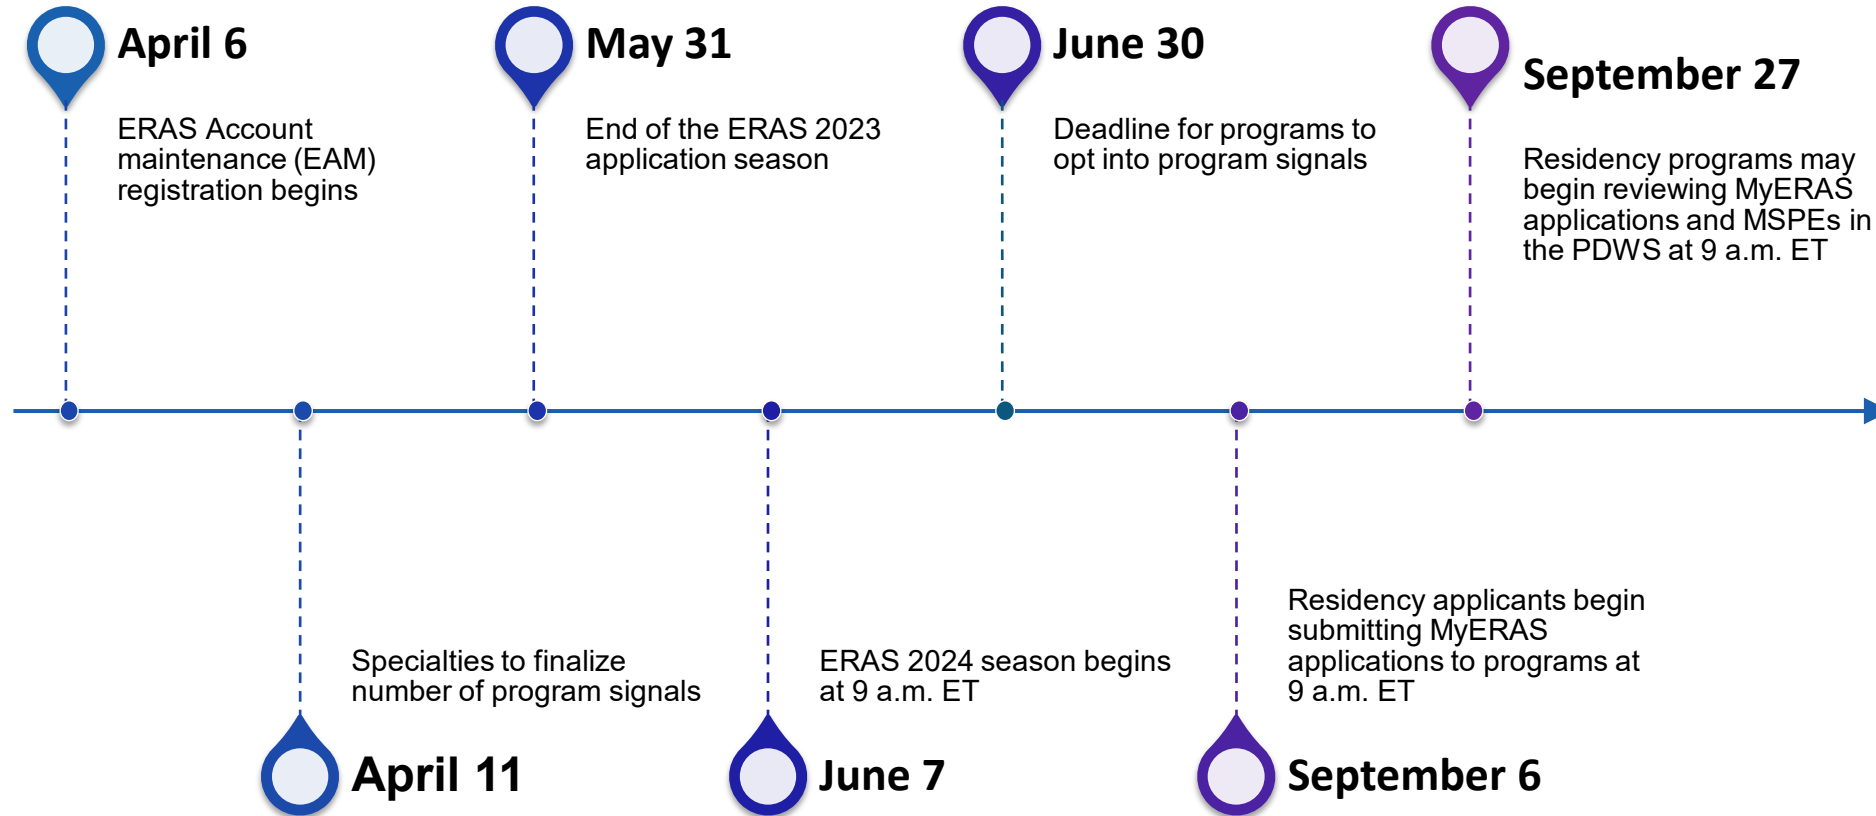 April 6
ERAS Account
maintenance (EAM)
registration begins
May 31
End of the ERAS 2023
application season
June 30
Deadline for programs to
opt into program signals
September 27
Residency programs may
begin reviewing MyERAS
applications and MSPEs in
the PDWS at 9 a.m. ET
Specialties to finalize
number of program signals
April 11
ERAS 2024 season begins
at 9 a.m. ET
June 7
Residency applicants begin
submitting MyERAS
applications to programs at
9 a.m. ET
September 6